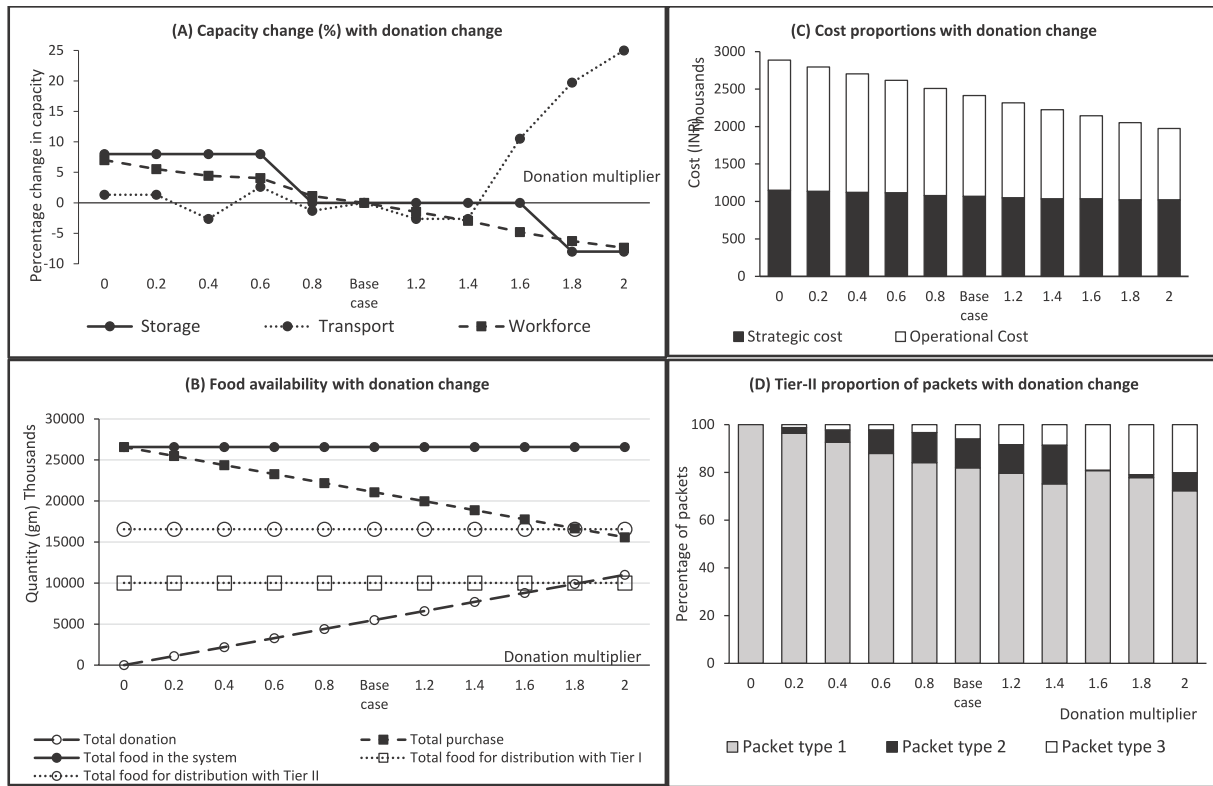 (A) Capacity change (%) with donation change
Percentage change in capacity
25
20
15
10
5
0
-5
-10
Donation multiplier
0 0.2 0.4 0.6 0.8 Base 1.2 1.4 1.6 1.8 2
case
Storage Transport Workforce
(C) Cost proportions with donation change
Cost (INR)
Thousands
3000
2500
2000
1500
1000
500
0
0 0.2 0.4 0.6 0.8 Base 1.2 1.4 1.6 1.8 2
case
Strategic cost Operational Cost
(B) Food availability with donation change
Quantity (gm) Thousands
30000
25000
20000
15000
10000
5000
0
Donation multiplier
0 0.2 0.4 0.6 0.8 Base 1.2 1.4 1.6 1.8 2
case
Total donation Total purchase
Total food in the system Total food for distribution with Tier I
Total food for distribution with Tier II
(D) Tier-II proportion of packets with donation change
Percentage of packets
100
80
60
40
20
0
0 0.2 0.4 0.6 0.8 Base 1.2 1.4 1.6 1.8 2
case
Donation multiplier
Packet type 1 Packet type 2 Packet type 3